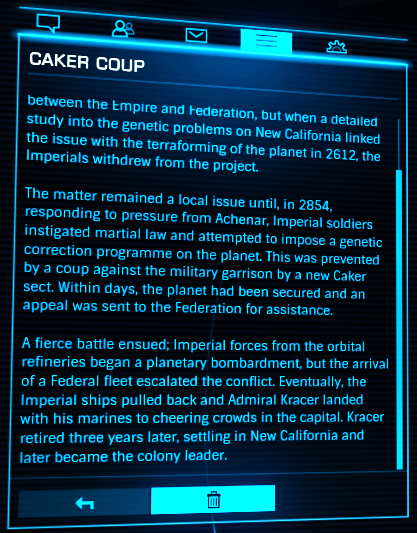 CAKER COUP
between the Empire and Federation, but when a detailed
study into the genetic problems on New California linked
the issue with the terraforming of the planet in 2612, the
Imperials withdrew from the project.
The matter remained a local issue until, in 2854,
responding to pressure from Achenar, Imperial soldiers
instigated martial law and attempted to impose a genetic
correction programme on the planet. This was prevented
by a coup against the military garrison by a new Caker
sect. Within days, the planet had been secured and an
appeal was sent to the Federation for assistance.
A fierce battle ensued; Imperial forces from the orbital
refineries began a planetary bombardment, but the arrival
of a Federal fleet escalated the conflict. Eventually, the
Imperial ships pulled back and Admiral Kracer landed
with his marines to cheering crowds in the capital. Kracer
retired three years later, settling in New California and
later became the colony leader.